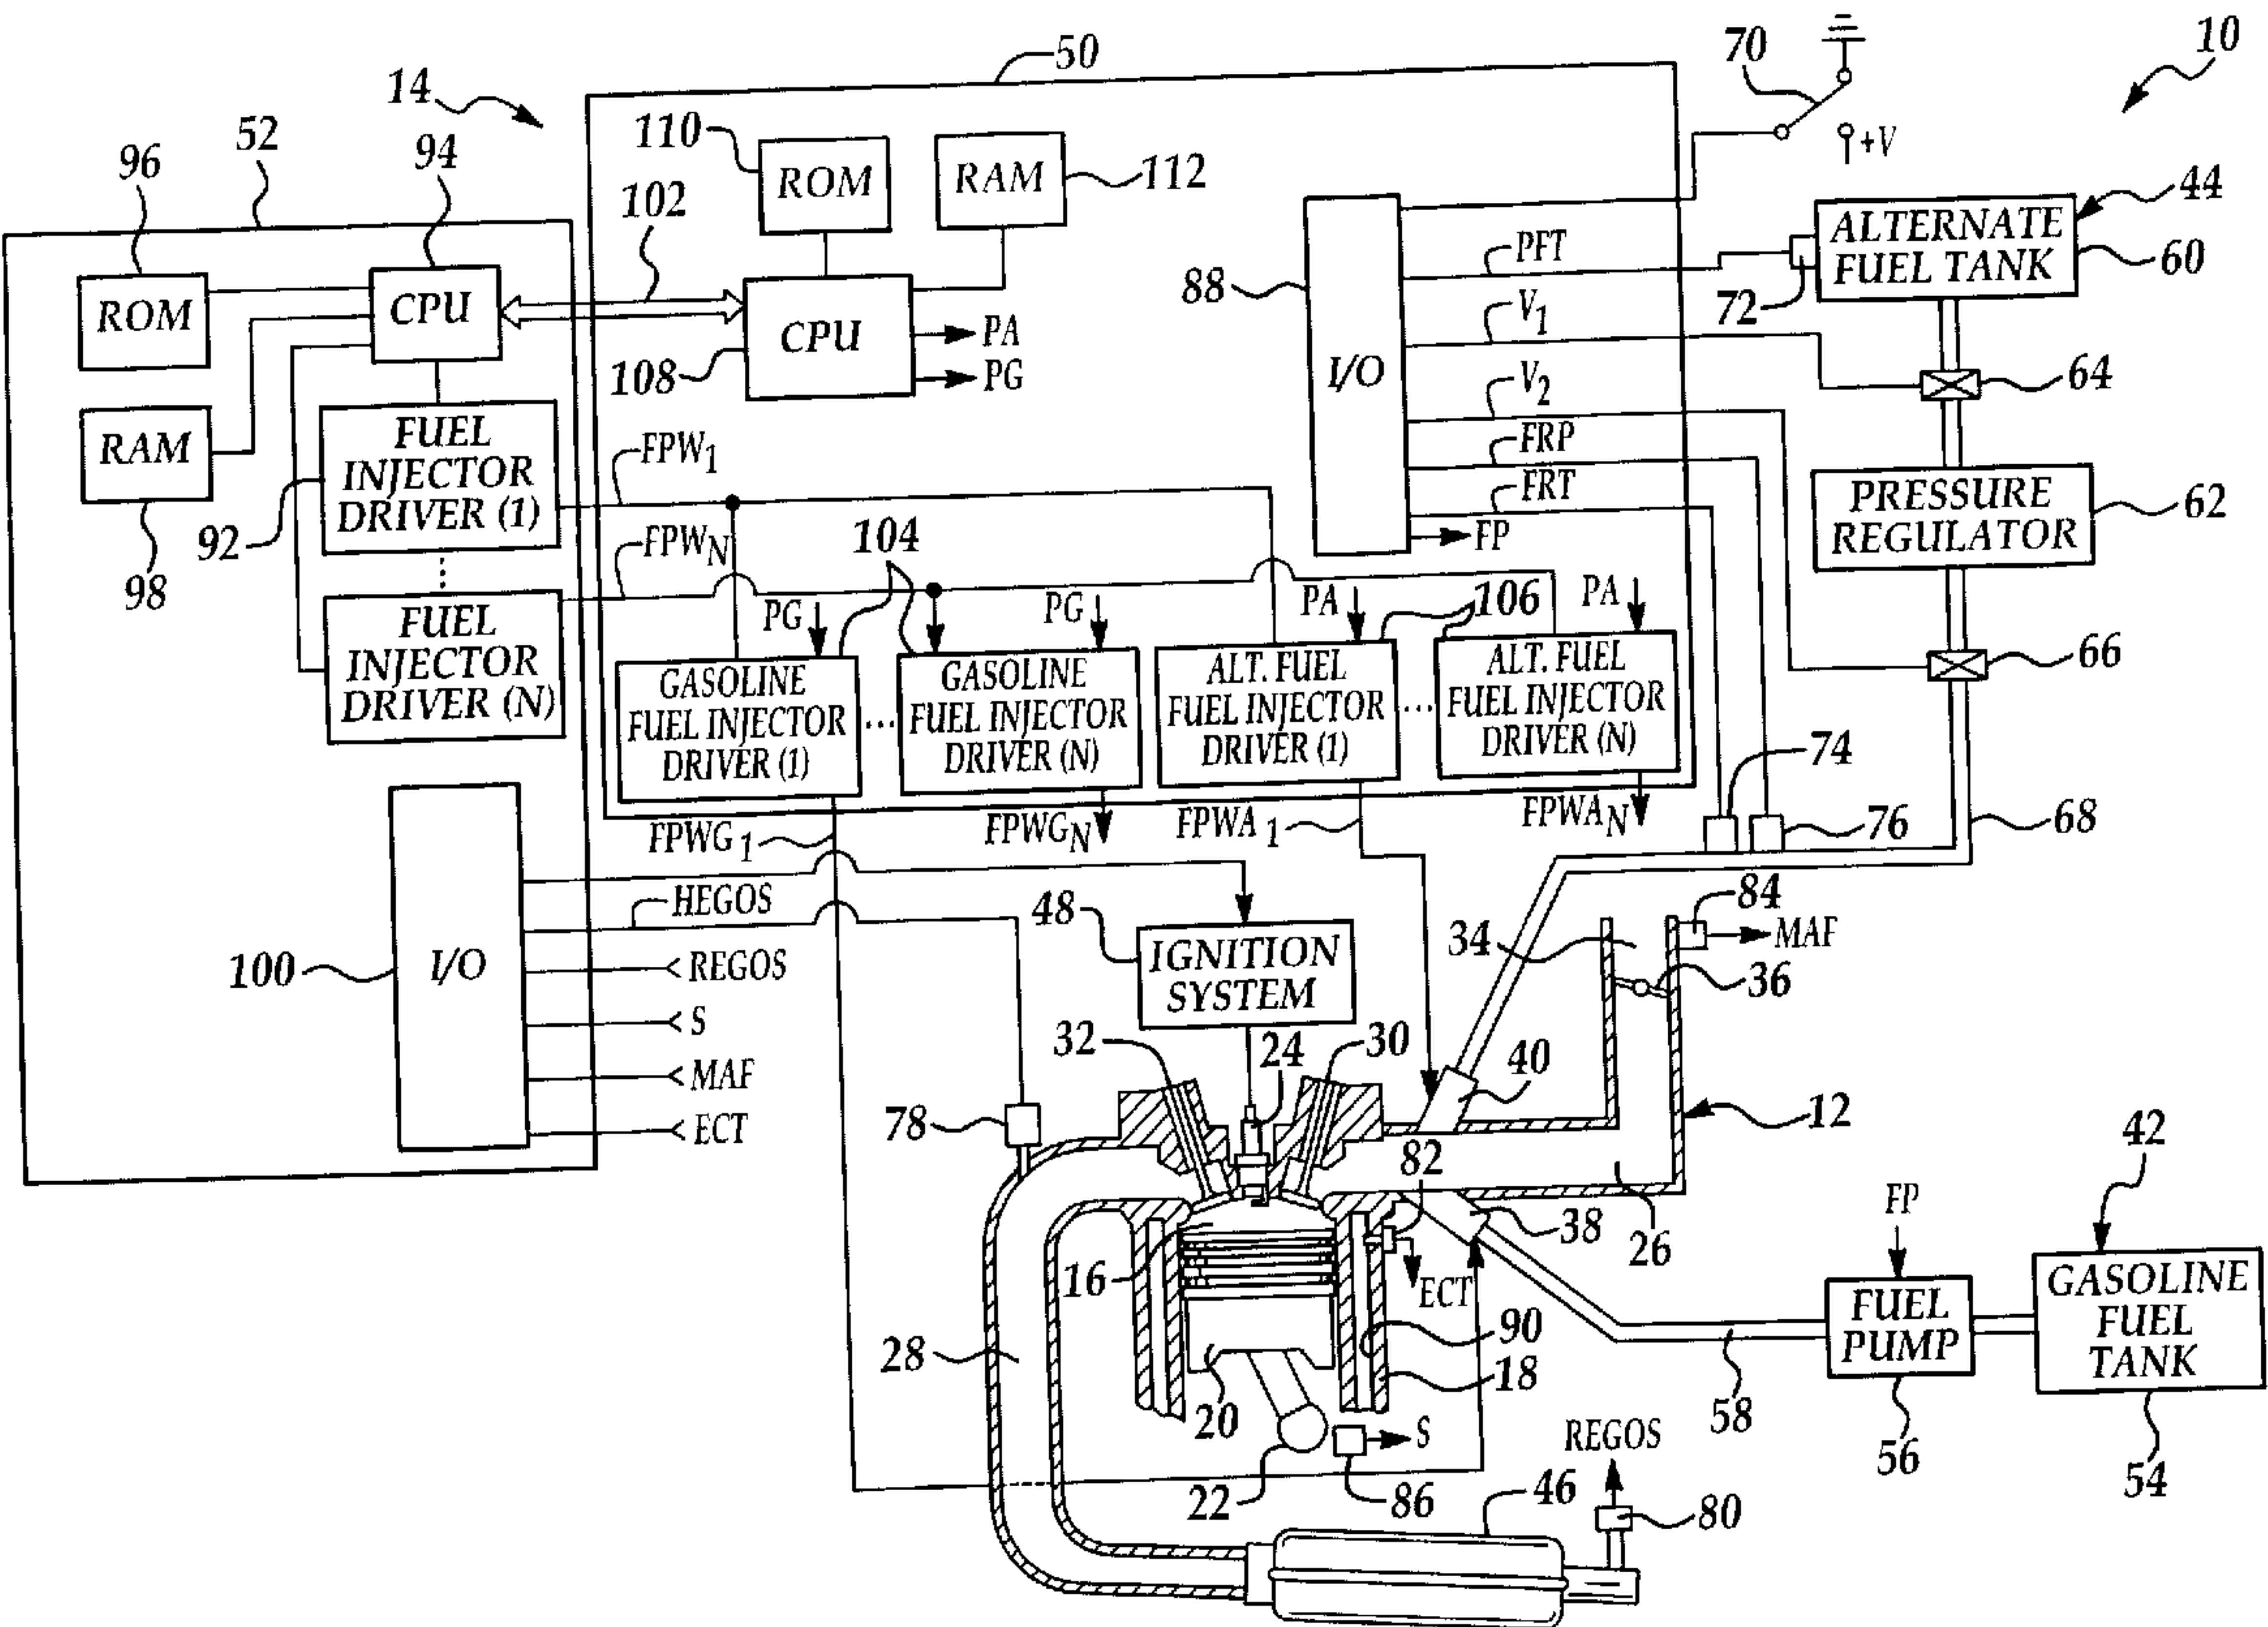 50
70
10
14
52
94
96
102
110
ROM
RAM
112
+V
44
ALTERNATE
FUEL TANK
60
72
88
I/O
PFT
V1
V2
FRP
FRT
FP
64
PRESSURE
REGULATOR
62
66
ROM
CPU
CPU
108
PA
PG
RAM
98
FUEL
INJECTOR
DRIVER (1)
92
FPW1
FPWN
FUEL
INJECTOR
DRIVER (N)
104
PG
PG
PA
106
PA
GASOLINE
FUEL INJECTOR
DRIVER (1)
...
GASOLINE
FUEL INJECTOR
DRIVER (N)
ALT. FUEL
FUEL INJECTOR
DRIVER (1)
...
ALT. FUEL
FUEL INJECTOR
DRIVER (N)
74
76
68
FPWG1
FPWGN
FPWA1
FPWAN
100
I/O
HEGOS
REGOS
S
MAF
ECT
48
IGNITION
SYSTEM
34
84
MAF
36
32
24
30
40
12
78
82
38
26
42
FP
16
ECT
90
18
28
20
22
S
86
FUEL
PUMP
56
58
GASOLINE
FUEL
TANK
54
REGOS
46
80